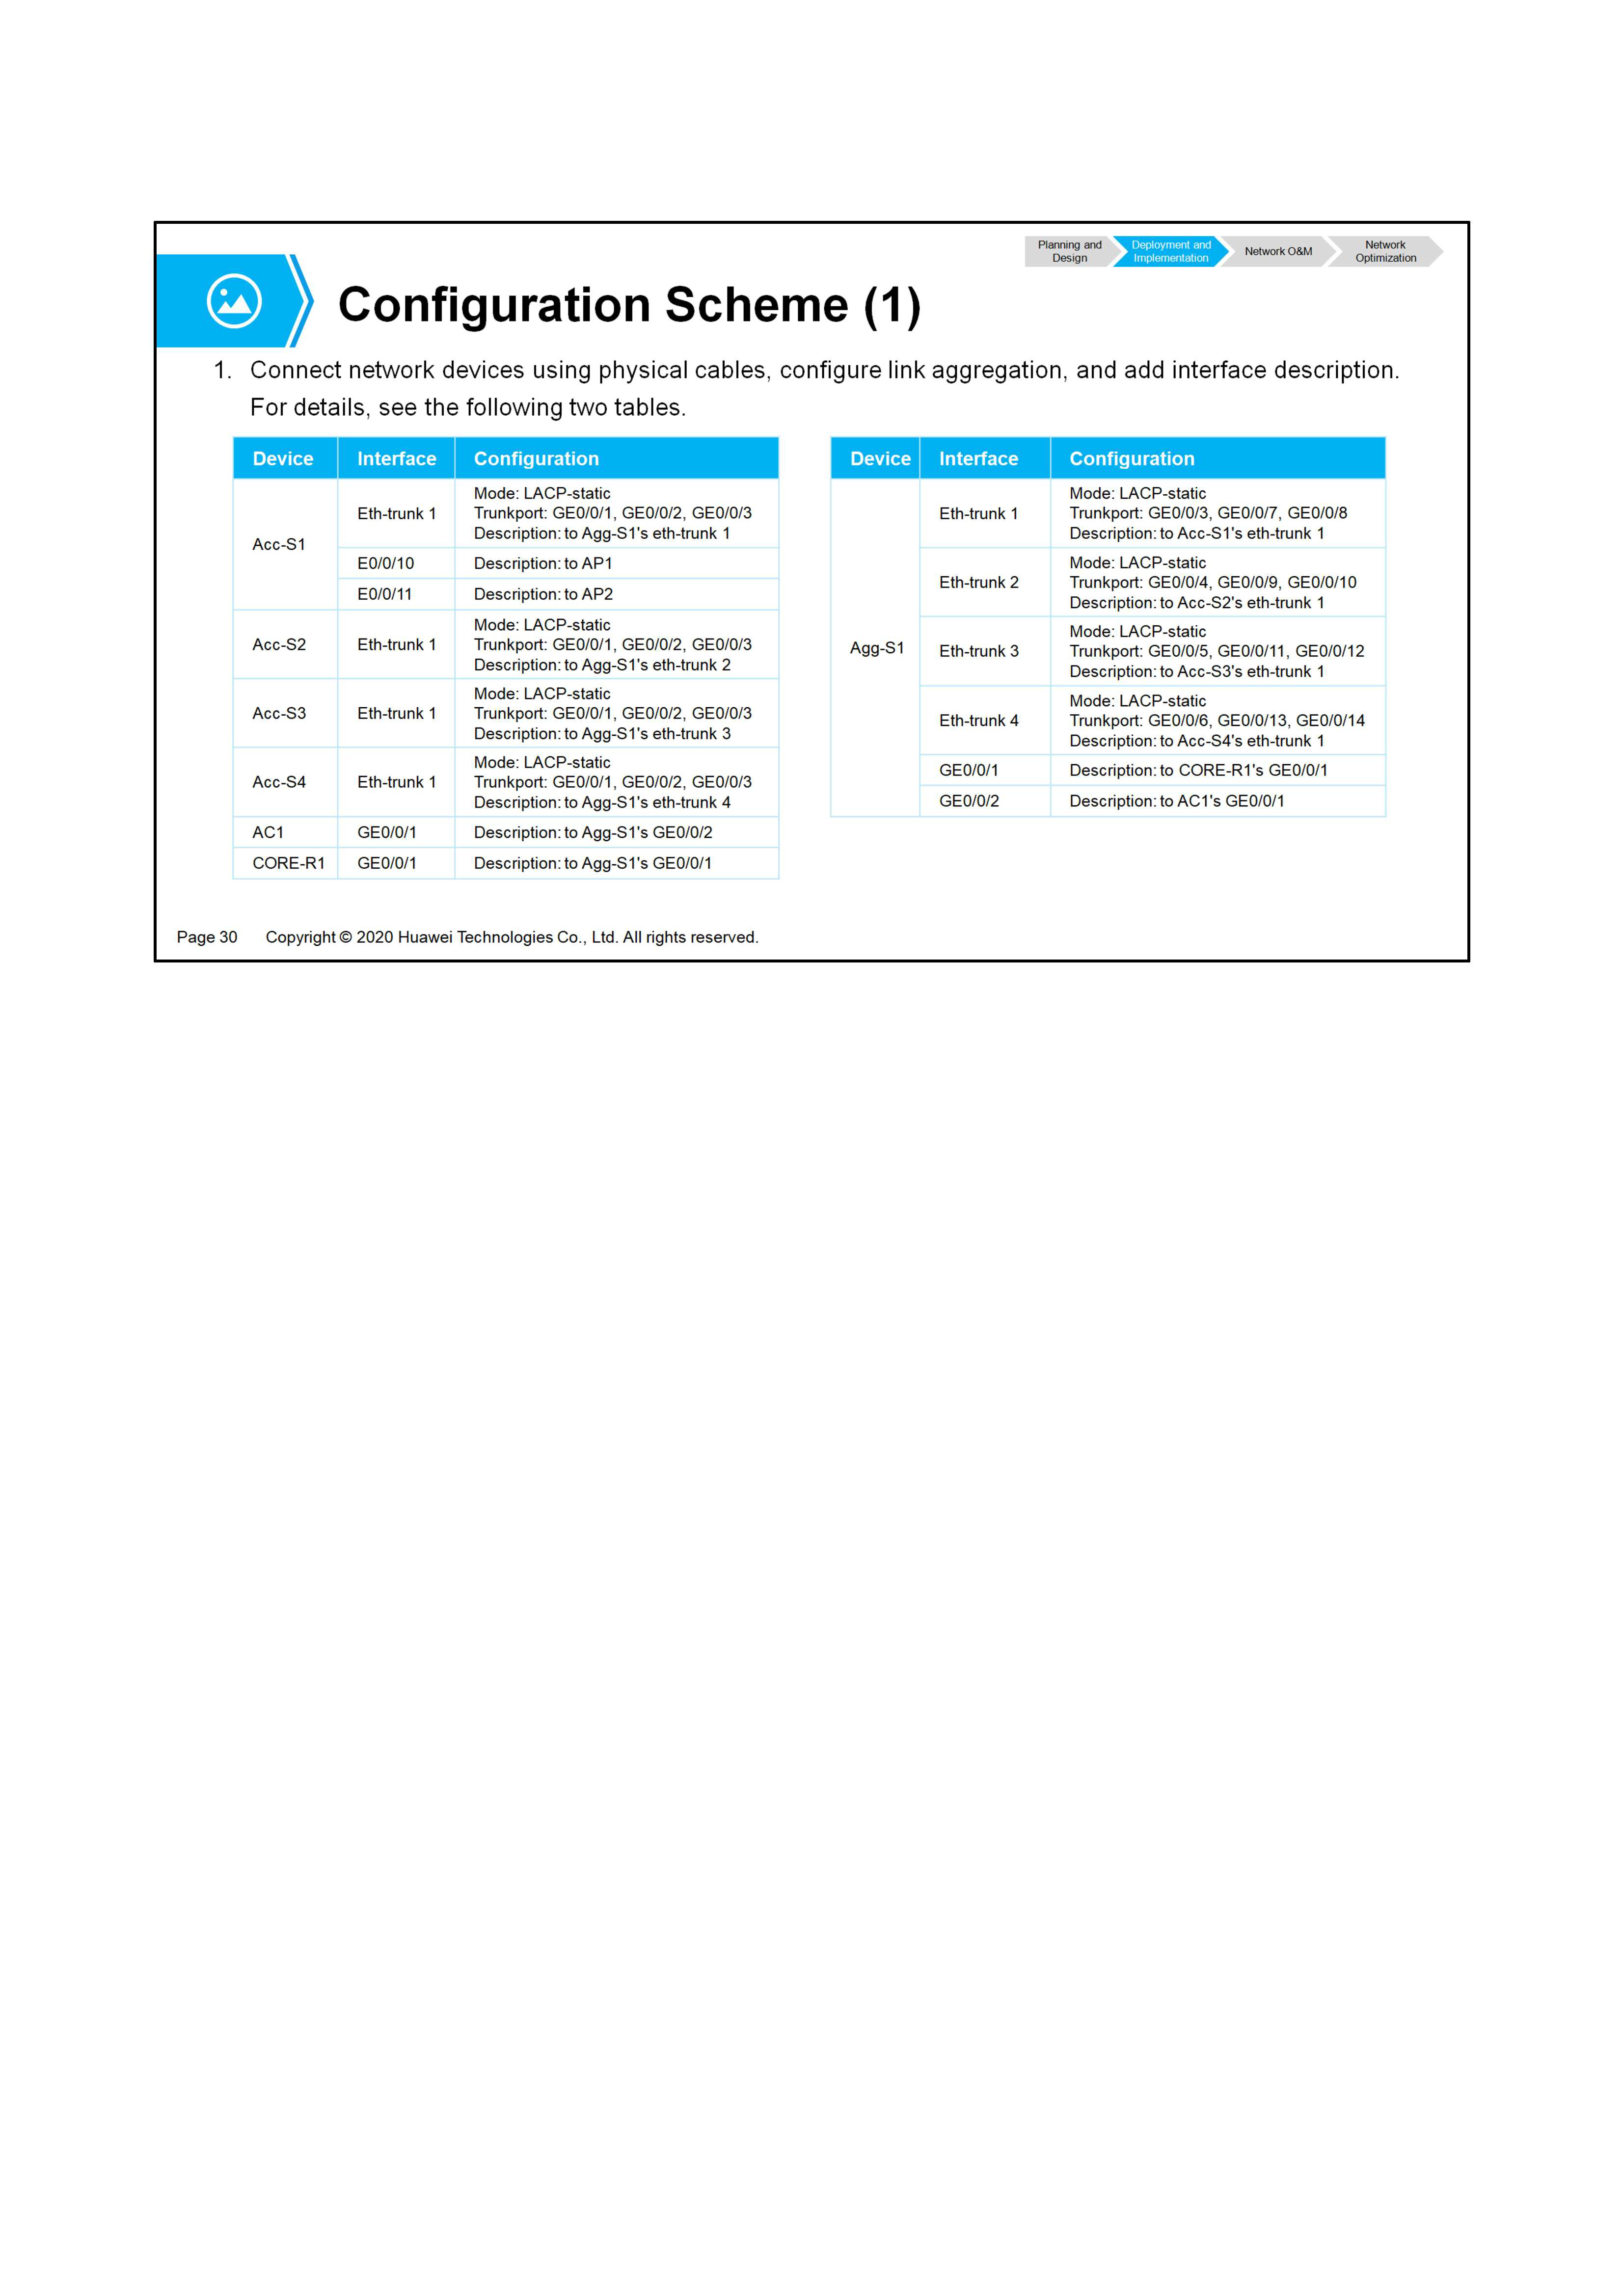 Planning and
Design
Deployment and
Implementation
Network O&M
Network
Optimization
Configuration Scheme (1)
1. Connect network devices using physical cables, configure link aggregation, and add interface description.
For details, see the following two tables.
Device Interface Configuration
Acc-S1
Eth-trunk 1
Mode: LACP-static
Trunkport: GE0/0/1, GE0/0/2, GE0/0/3
Description: to Agg-S1's eth-trunk 1
E0/0/10 Description: to AP1
E0/0/11 Description: to AP2
Acc-S2 Eth-trunk 1
Mode: LACP-static
Trunkport: GE0/0/1, GE0/0/2, GE0/0/3
Description: to Agg-S1's eth-trunk 2
Acc-S3 Eth-trunk 1
Mode: LACP-static
Trunkport: GE0/0/1, GE0/0/2, GE0/0/3
Description: to Agg-S1's eth-trunk 3
Acc-S4 Eth-trunk 1
Mode: LACP-static
Trunkport: GE0/0/1, GE0/0/2, GE0/0/3
Description: to Agg-S1's eth-trunk 4
AC1 GE0/0/1 Description: to Agg-S1's GE0/0/2
CORE-R1 GE0/0/1 Description: to Agg-S1's GE0/0/1
Device Interface Configuration
Agg-S1
Eth-trunk 1
Mode: LACP-static
Trunkport: GE0/0/3, GE0/0/7, GE0/0/8
Description: to Acc-S1's eth-trunk 1
Eth-trunk 2
Mode: LACP-static
Trunkport: GE0/0/4, GE0/0/9, GE0/0/10
Description: to Acc-S2's eth-trunk 1
Eth-trunk 3
Mode: LACP-static
Trunkport: GE0/0/5, GE0/0/11, GE0/0/12
Description: to Acc-S3's eth-trunk 1
Eth-trunk 4
Mode: LACP-static
Trunkport: GE0/0/6, GE0/0/13, GE0/0/14
Description: to Acc-S4's eth-trunk 1
GE0/0/1 Description: to CORE-R1's GE0/0/1
GE0/0/2 Description: to AC1's GE0/0/1
Page 30 Copyright © 2020 Huawei Technologies Co., Ltd. All rights reserved.